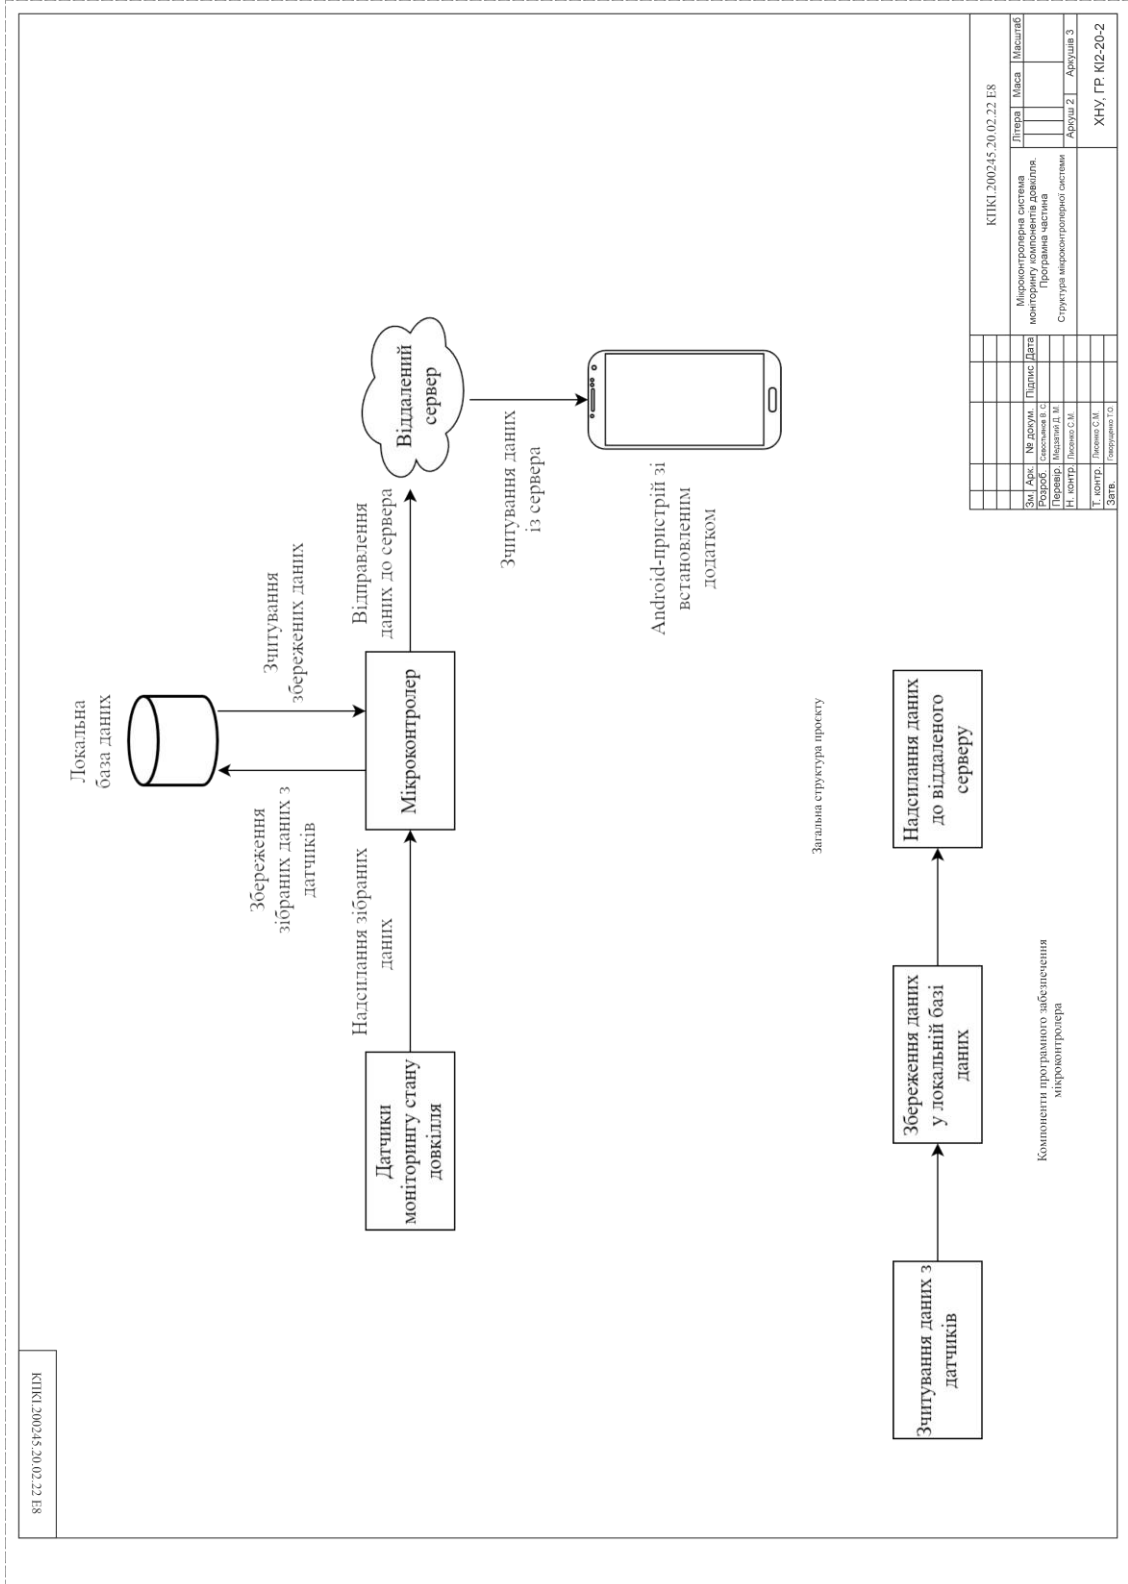 КПКІ.200245.20.02.22 Е8
Локальна
база даних
Збереження
зібраних даних з
датчиків
Зчитування
збережених даних
Датчики
моніторингу стану
довкілля
Надсилання зібраних
даних
Мікроконтролер
Відправлення
даних до сервера
Віддалений
сервер
Зчитування даних
із сервера
Android-пристрій зі
встановленим
додатком
Загальна структура проєкту
Зчитування даних з
датчиків
Збереження даних
у локальній базі
даних
Надсилання даних
до віддаленого
серверу
Компоненти програмного забезпечення
мікроконтролера
КПКІ.200245.20.02.22 Е8
Зм. Арк. № докум. Підпис Дата
Розроб.
Перевір. Медзатий Д. М.
Н. контр. Лисенко С.М.
Т. контр. Лисенко С.М.
Затв. Говорущенко Т.О.
Мікроконтролерна система
моніторингу компонентів довкілля.
Програмна частина
Структура мікроконтролерної системи
Літера Маса Масштаб
Аркуш 2 Аркушів 3
ХНУ, ГР. КІ2-20-2